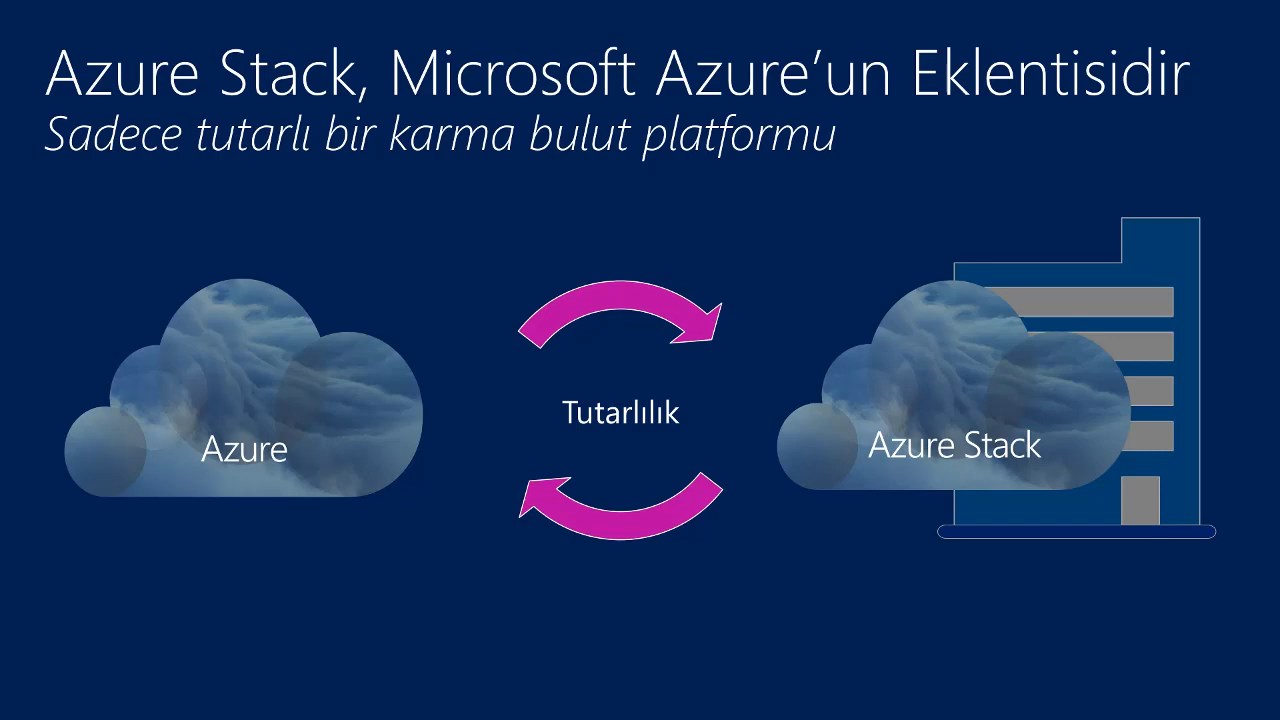 Azure Stack, Microsoft Azure’un Eklentisidir
Sadece tutarlı bir karma bulut platformu
Azure
Tutarlılık
Azure Stack